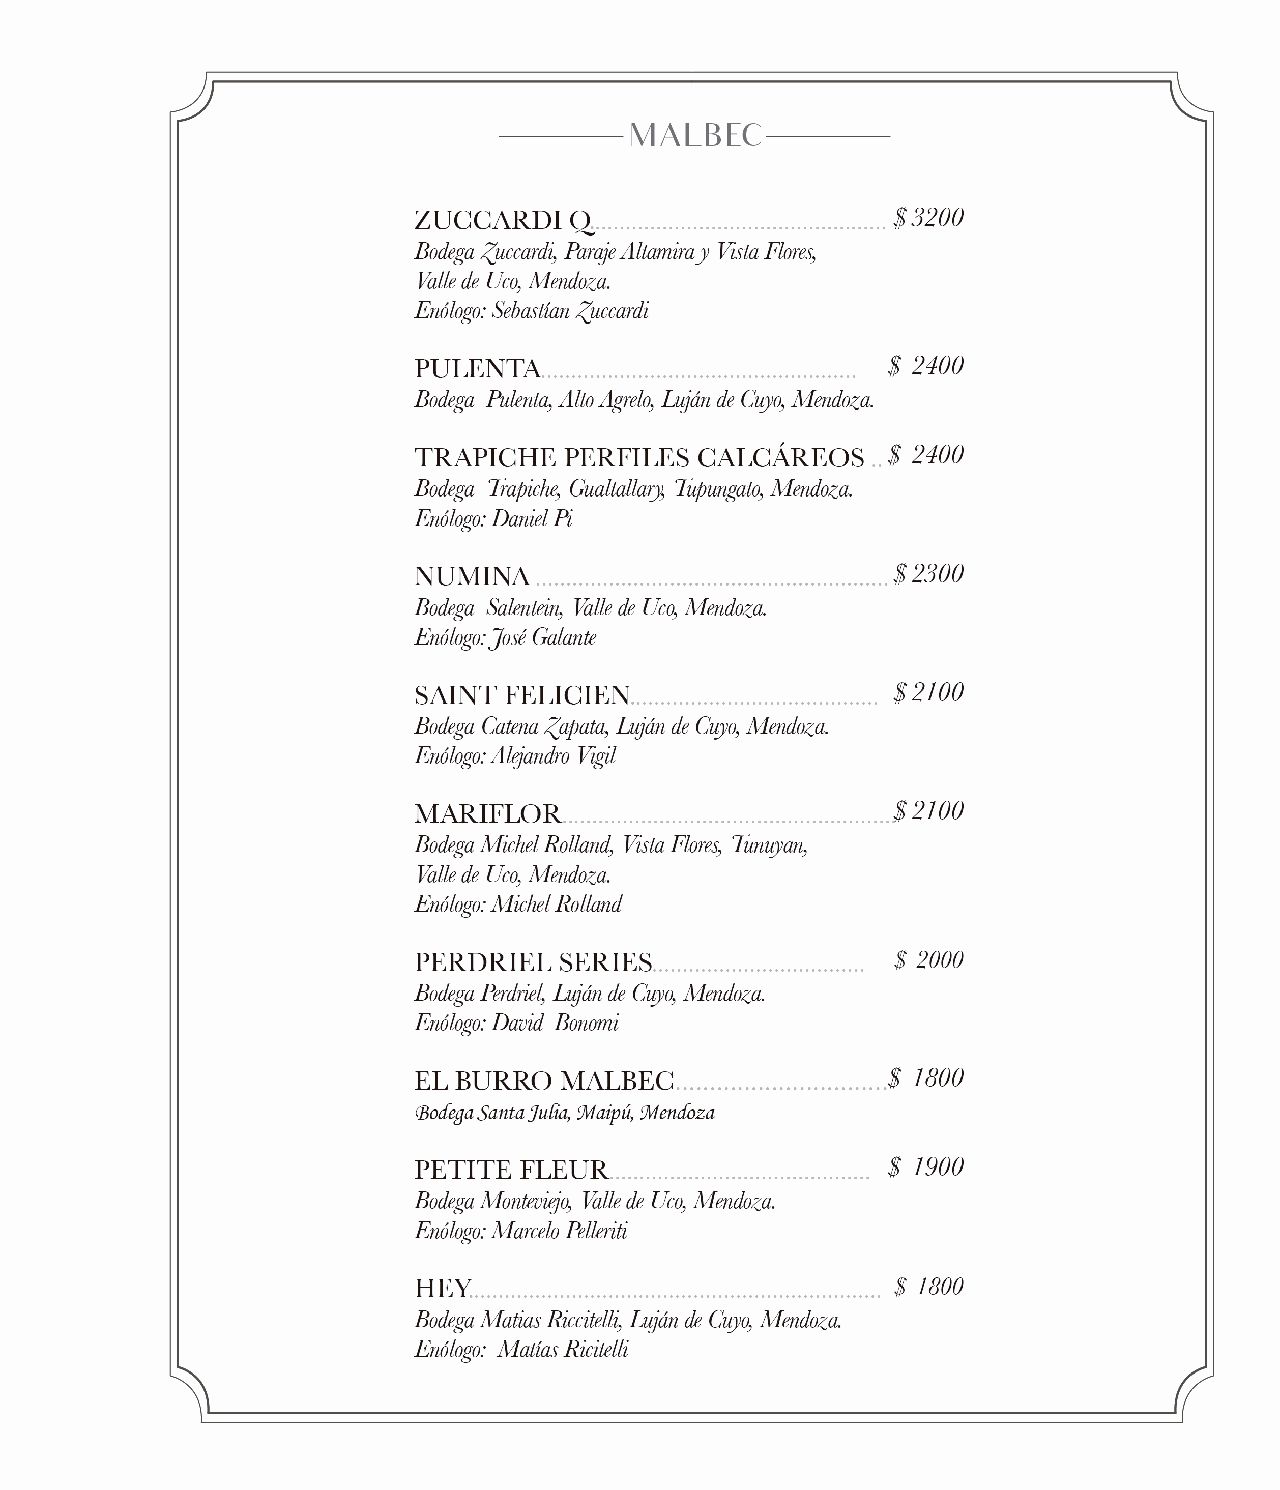 MALBEC
ZUCCARDI Q $ 3200
Bodega Zuccardi, Paraje Altamira y Vista Flores,
Valle de Uco, Mendoza.
Enólogo: Sebastían Zuccardi
PULENTA $ 2400
Bodega Pulenta, Alto Agrelo, Luján de Cuyo, Mendoza.
TRAPICHE PERFILES CALCÁREOS $ 2400
Bodega Trapiche, Gualtallary, Tupungato, Mendoza.
Enólogo: Daniel Pi
NUMINA $ 2300
Bodega Salentein, Valle de Uco, Mendoza.
Enólogo: José Galante
SAINT FELICIEN $ 2100
Bodega Catena Zapata, Luján de Cuyo, Mendoza.
Enólogo: Alejandro Vigil
MARIFLOR $ 2100
Bodega Michel Rolland, Vista Flores, Tunuyan,
Valle de Uco, Mendoza.
Enólogo: Michel Rolland
PERDRIEL SERIES $ 2000
Bodega Perdriel, Luján de Cuyo, Mendoza.
Enólogo: David Bonomi
EL BURRO MALBEC $ 1800
Bodega Santa Julia, Maipú, Mendoza
PETITE FLEUR $ 1900
Bodega Monteviejo, Valle de Uco, Mendoza.
Enólogo: Marcelo Pelleriti
HEY $ 1800
Bodega Matias Riccitelli, Luján de Cuyo, Mendoza.
Enólogo: Matías Ricitelli